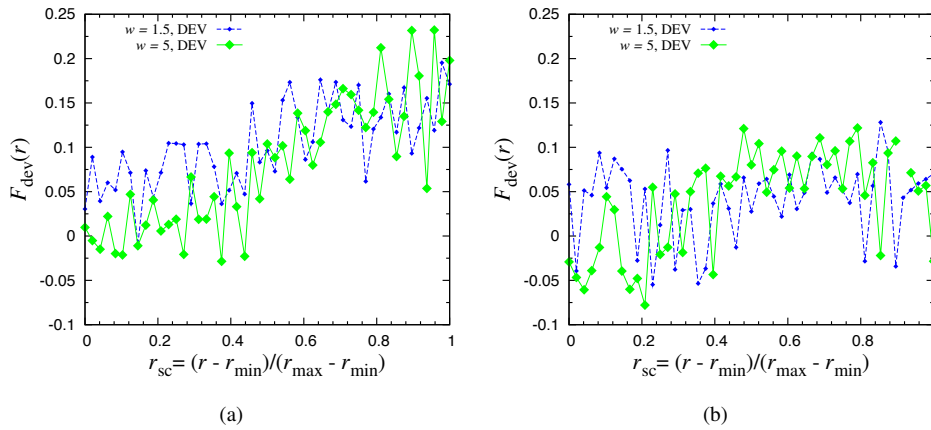 0.25
0.2
0.15
0.1
0.05
0
-0.05
-0.1
F_dev(r)
w = 1.5, DEV
w = 5, DEV
0 0.2 0.4 0.6 0.8 1
r_sc= (r - r_min)/(r_max - r_min)
(a)
0.25
0.2
0.15
0.1
0.05
0
-0.05
-0.1
F_dev(r)
w = 1.5, DEV
w = 5, DEV
0 0.2 0.4 0.6 0.8
r_sc= (r - r_min)/(r_max - r_min)
(b)